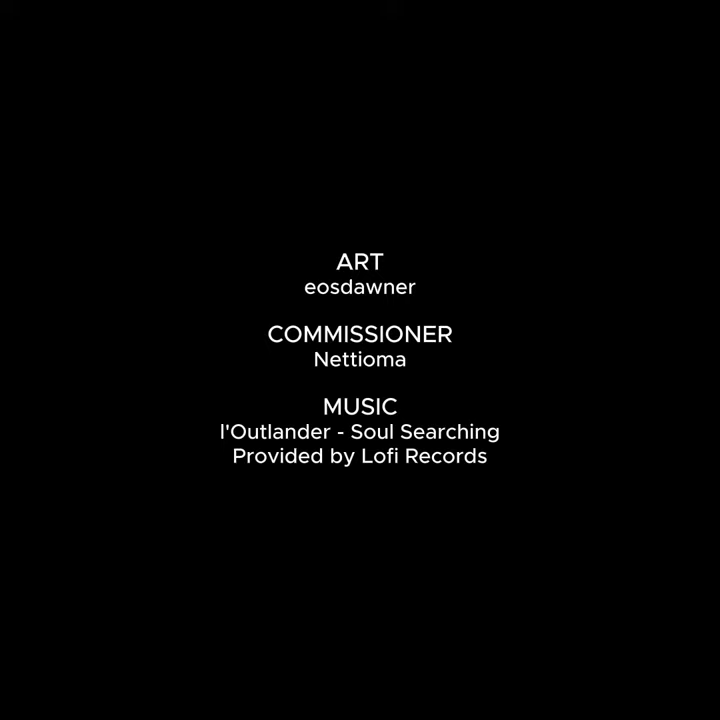 ART
eosdawner
COMMISSIONER
Nettioma
MUSIC
l'Outlander - Soul Searching
Provided by Lofi Records